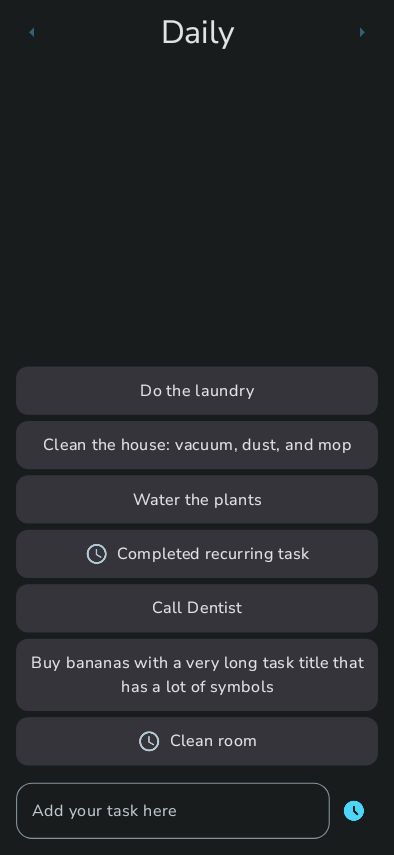 Daily
Do the laundry
Clean the house: vacuum, dust, and mop
Water the plants
Completed recurring task
Call Dentist
Buy bananas with a very long task title that
has a lot of symbols
Clean room
Add your task here